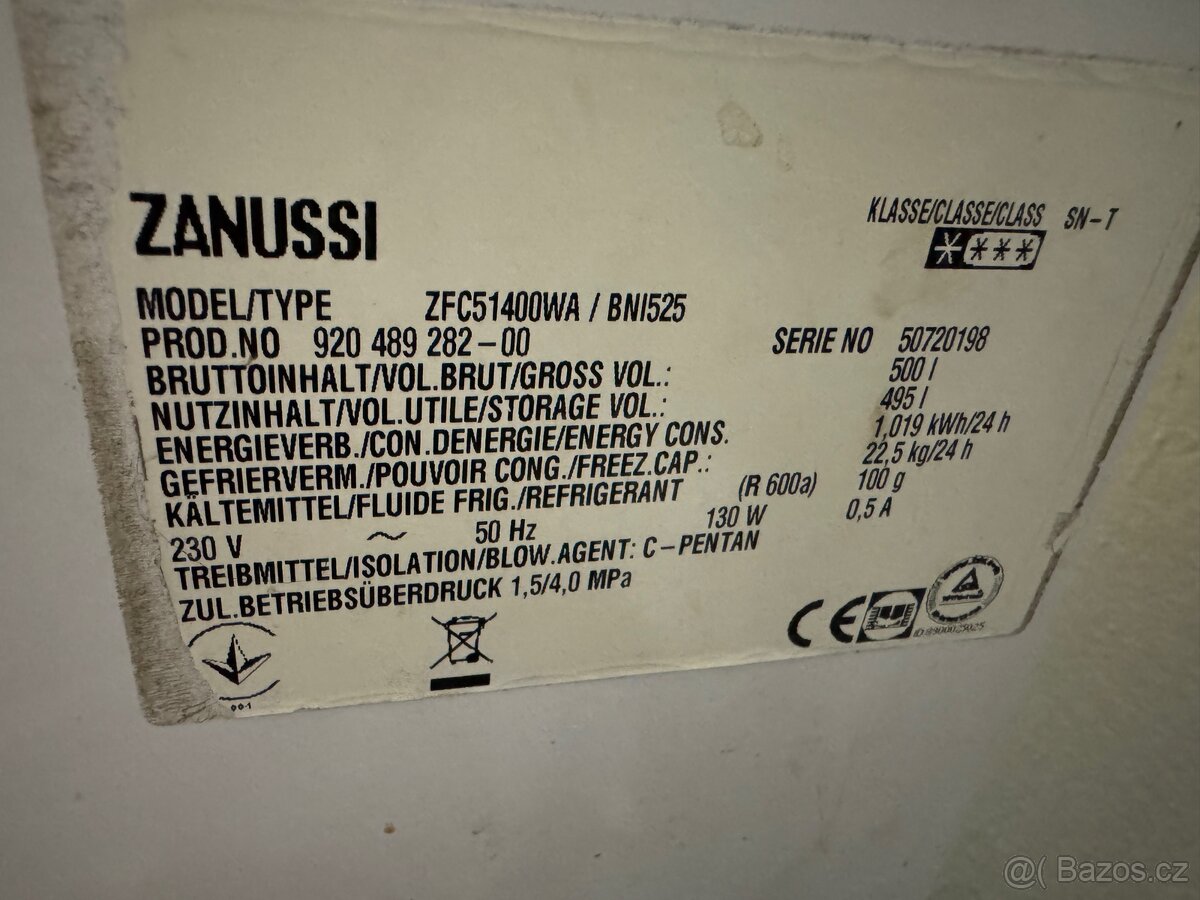 ZANUSSI
KLASSE/CLASSE/CLASS SN-T
MODEL/TYPE ZFC51400WA / BNI525
PROD.NO 920 489 282-00 SERIE NO 50720198
BRUTTOINHALT/VOL.BRUT/GROSS VOL.: 500 l
NUTZINHALT/VOL.UTILE/STORAGE VOL.: 495 l
ENERGIEVERB./CON.DENERGIE/ENERGY CONS. 1,019 kWh/24 h
GEFRIERVERM./POUVOIR CONG./FREEZ.CAP.: 22,5 kg/24 h
KÄLTEMITTEL/FLUIDE FRIG./REFRIGERANT (R 600a) 100 g
230 V ~ 50 Hz 130 W 0,5 A
TREIBMITTEL/ISOLATION/BLOW.AGENT: C-PENTAN
ZUL.BETRIEBSÜBERDRUCK 1,5/4,0 MPa
CE
@( Bazos.cz